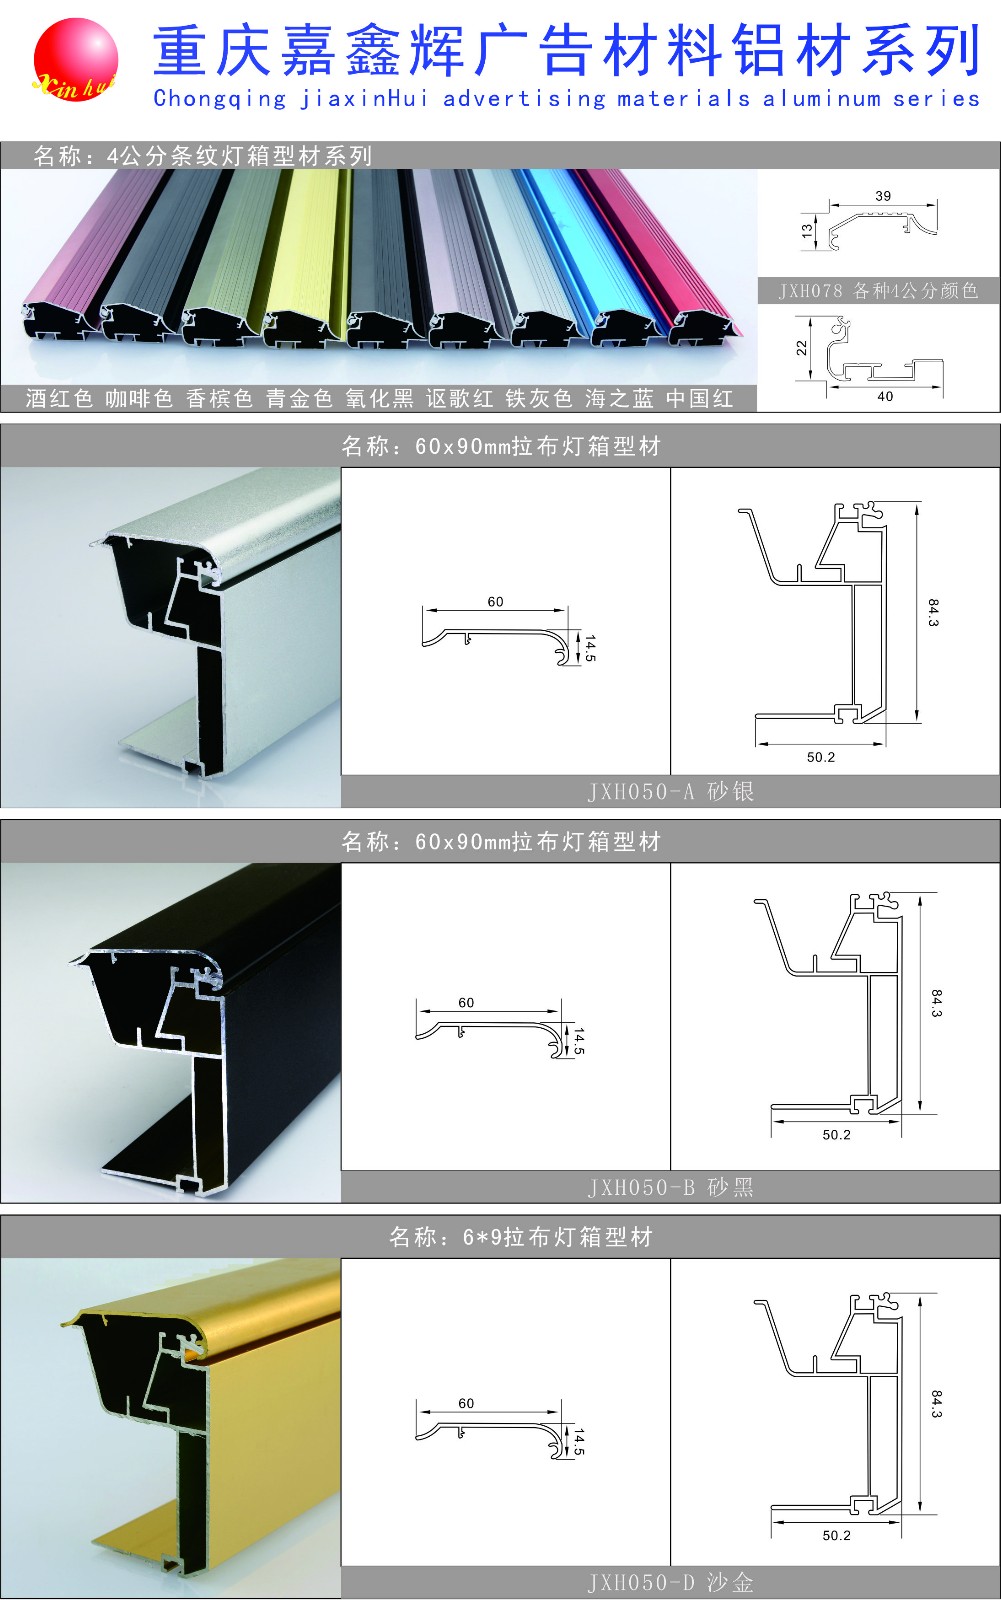 xin hui
重庆嘉鑫辉广告材料铝材系列
Chongqing jiaxinHui advertising materials aluminum series
名称：4公分条纹灯箱型材系列
39
13
JXH078 各种4公分颜色
22
40
酒红色 咖啡色 香槟色 青金色 氧化黑 讴歌红 铁灰色 海之蓝 中国红
名称：60x90mm拉布灯箱型材
60
14.5
84.3
50.2
JXH050-A 砂银
名称：60x90mm拉布灯箱型材
60
14.5
84.3
50.2
JXH050-B 砂黑
名称：6*9拉布灯箱型材
60
14.5
84.3
50.2
JXH050-D 沙金